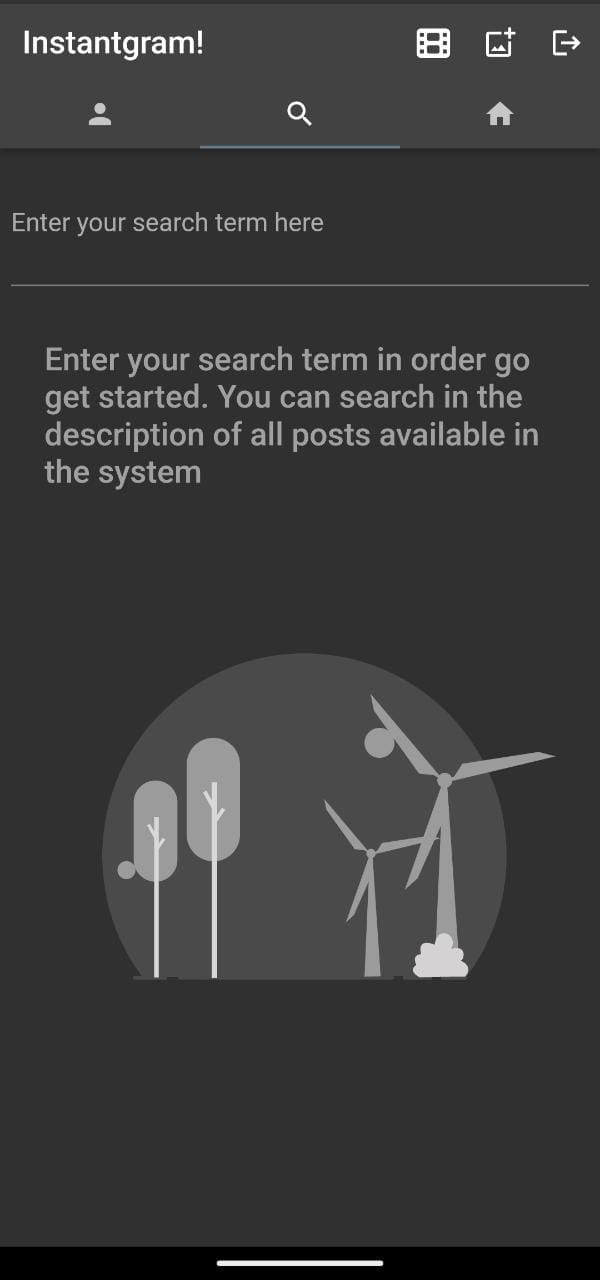 Instantgram!
Enter your search term here
Enter your search term in order go
get started. You can search in the
description of all posts available in
the system